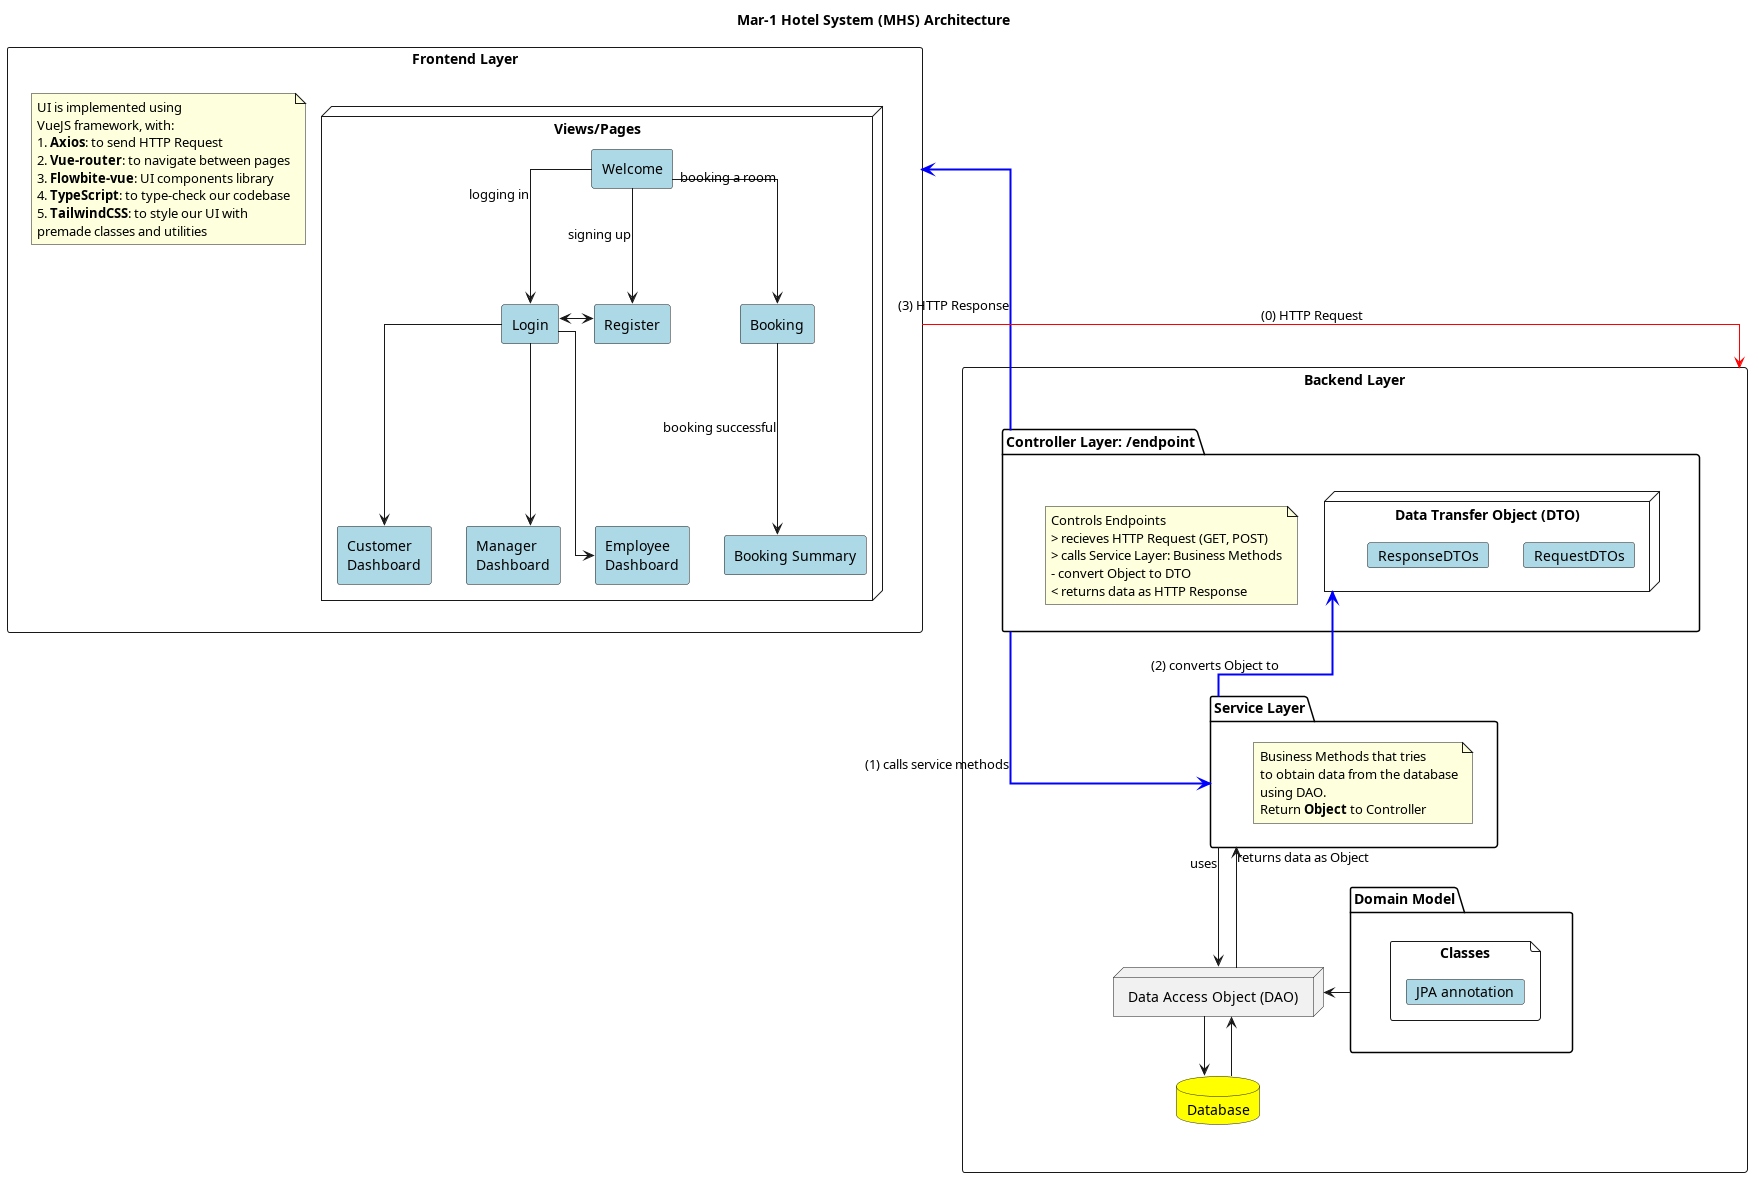 Mar-1 Hotel System (MHS) Architecture
Frontend Layer
UI is implemented using
VueJS framework, with:
1. Axios: to send HTTP Request
2. Vue-router: to navigate between pages
3. Flowbite-vue: UI components library
4. TypeScript: to type-check our codebase
5. TailwindCSS: to style our UI with
premade classes and utilities
Views/Pages
Welcome
logging in
signing up
booking a room
Login
Register
Booking
booking successful
Customer
Dashboard
Manager
Dashboard
Employee
Dashboard
Booking Summary
(3) HTTP Response
(0) HTTP Request
Backend Layer
Controller Layer: /endpoint
Controls Endpoints
> recieves HTTP Request (GET, POST)
> calls Service Layer: Business Methods
- convert Object to DTO
< returns data as HTTP Response
Data Transfer Object (DTO)
ResponseDTOs
RequestDTOs
(2) converts Object to
(1) calls service methods
Service Layer
Business Methods that tries
to obtain data from the database
using DAO.
Return Object to Controller
uses
returns data as Object
Domain Model
Classes
JPA annotation
Data Access Object (DAO)
Database